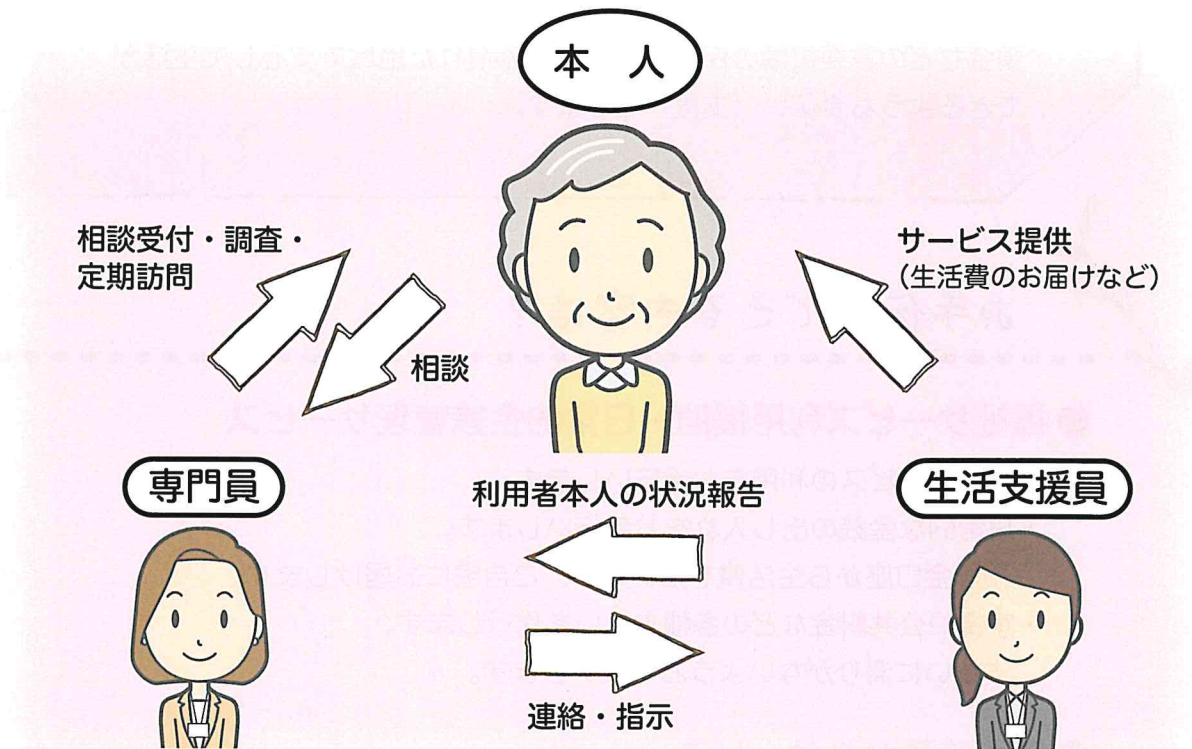 本 人
相談受付・調査・
定期訪問
サービス提供
（生活費のお届けなど）
相談
専門員
利用者本人の状況報告
生活支援員
連絡・指示